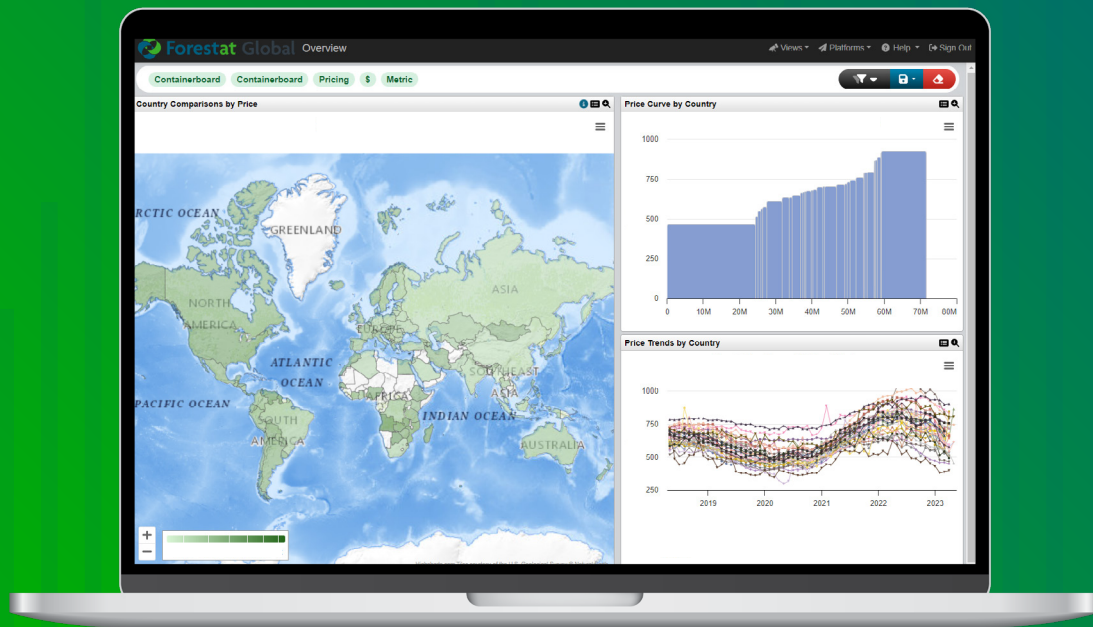 Forestat Global Overview
Views Platforms Help Sign Out
Containerboard Containerboard Pricing $ Metric
Country Comparisons by Price
RCTIC OCEAN
GREENLAND
ASIA
NORTH
AMERICA
EUROPE
ATLANTIC
OCEAN
SOUTHEAST
ASIA
AFRICA
PACIFIC OCEAN
INDIAN OCEAN
SOUTH
AMERICA
AUSTRALIA
+
−
Price Curve by Country
1000
750
500
250
0
0 10M 20M 30M 40M 50M 60M 70M 80M
Price Trends by Country
1000
750
500
250
2019 2020 2021 2022 2023